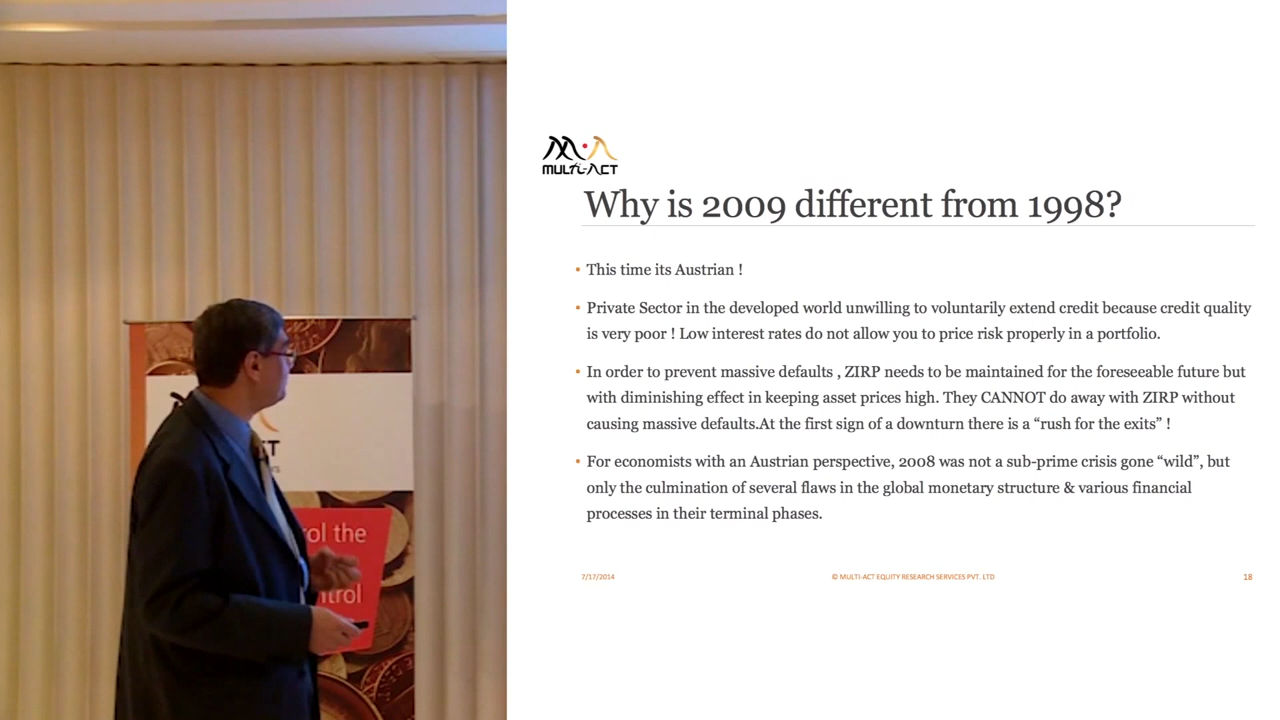 MULTI-ACT
Why is 2009 different from 1998?
This time its Austrian !
Private Sector in the developed world unwilling to voluntarily extend credit because credit quality
is very poor ! Low interest rates do not allow you to price risk properly in a portfolio.
In order to prevent massive defaults , ZIRP needs to be maintained for the foreseeable future but
with diminishing effect in keeping asset prices high. They CANNOT do away with ZIRP without
causing massive defaults.At the first sign of a downturn there is a “rush for the exits” !
For economists with an Austrian perspective, 2008 was not a sub-prime crisis gone “wild”, but
only the culmination of several flaws in the global monetary structure & various financial
processes in their terminal phases.
7/17/2014
© MULTI-ACT EQUITY RESEARCH SERVICES PVT. LTD
18
the